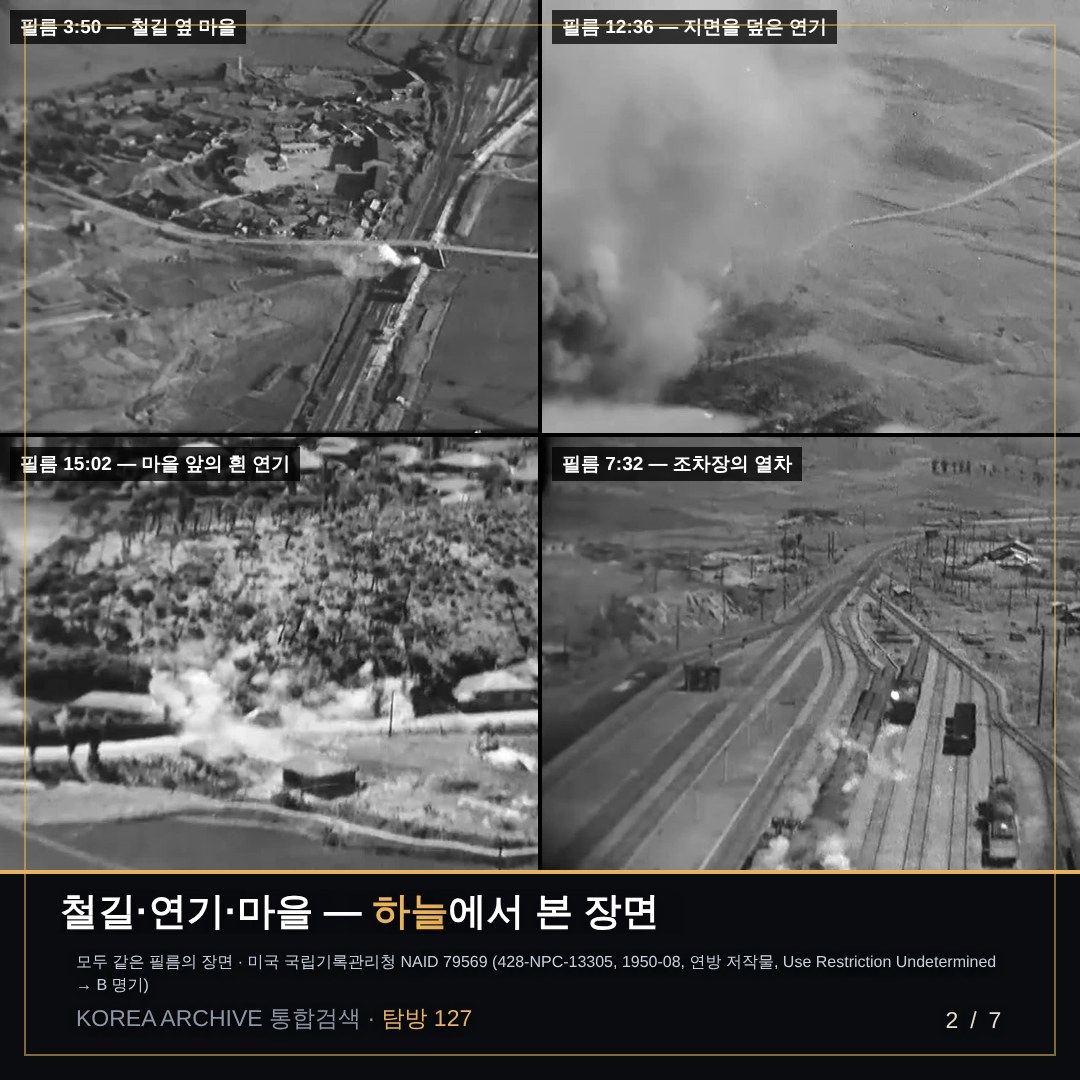 필름 3:50 — 철길 옆 마을
필름 12:36 — 지면을 덮은 연기
필름 15:02 — 마을 앞의 흰 연기
필름 7:32 — 조차장의 열차
철길·연기·마을 — 하늘에서 본 장면
모두 같은 필름의 장면 · 미국 국립기록관리청 NAID 79569 (428-NPC-13305, 1950-08, 연방 저작물, Use Restriction Undetermined
→ B 명기)
KOREA ARCHIVE 통합검색 · 탐방 127
2 / 7